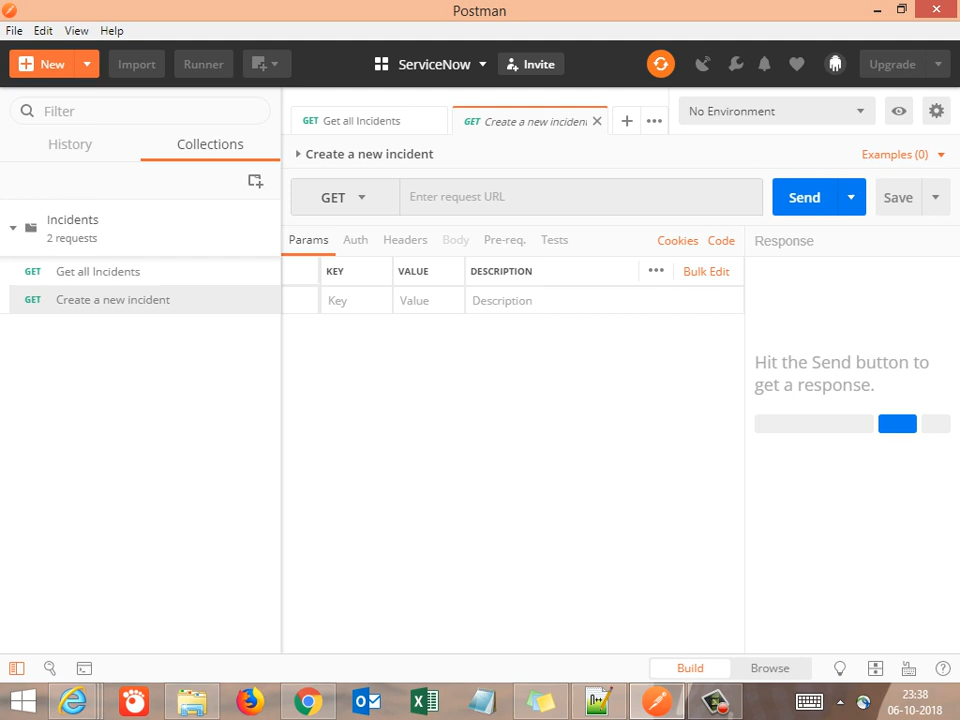 Postman
File Edit View Help
New Import Runner ServiceNow Invite Upgrade
Filter
History Collections
Incidents
2 requests
GET Get all Incidents
GET Create a new incident
GET Get all Incidents GET Create a new inciden
No Environment
Create a new incident Examples (0)
GET Enter request URL Send Save
Params Auth Headers Body Pre-req. Tests Cookies Code
KEY VALUE DESCRIPTION Bulk Edit
Key Value Description
Response
Hit the Send button to
get a response.
Build Browse
23:38
06-10-2018